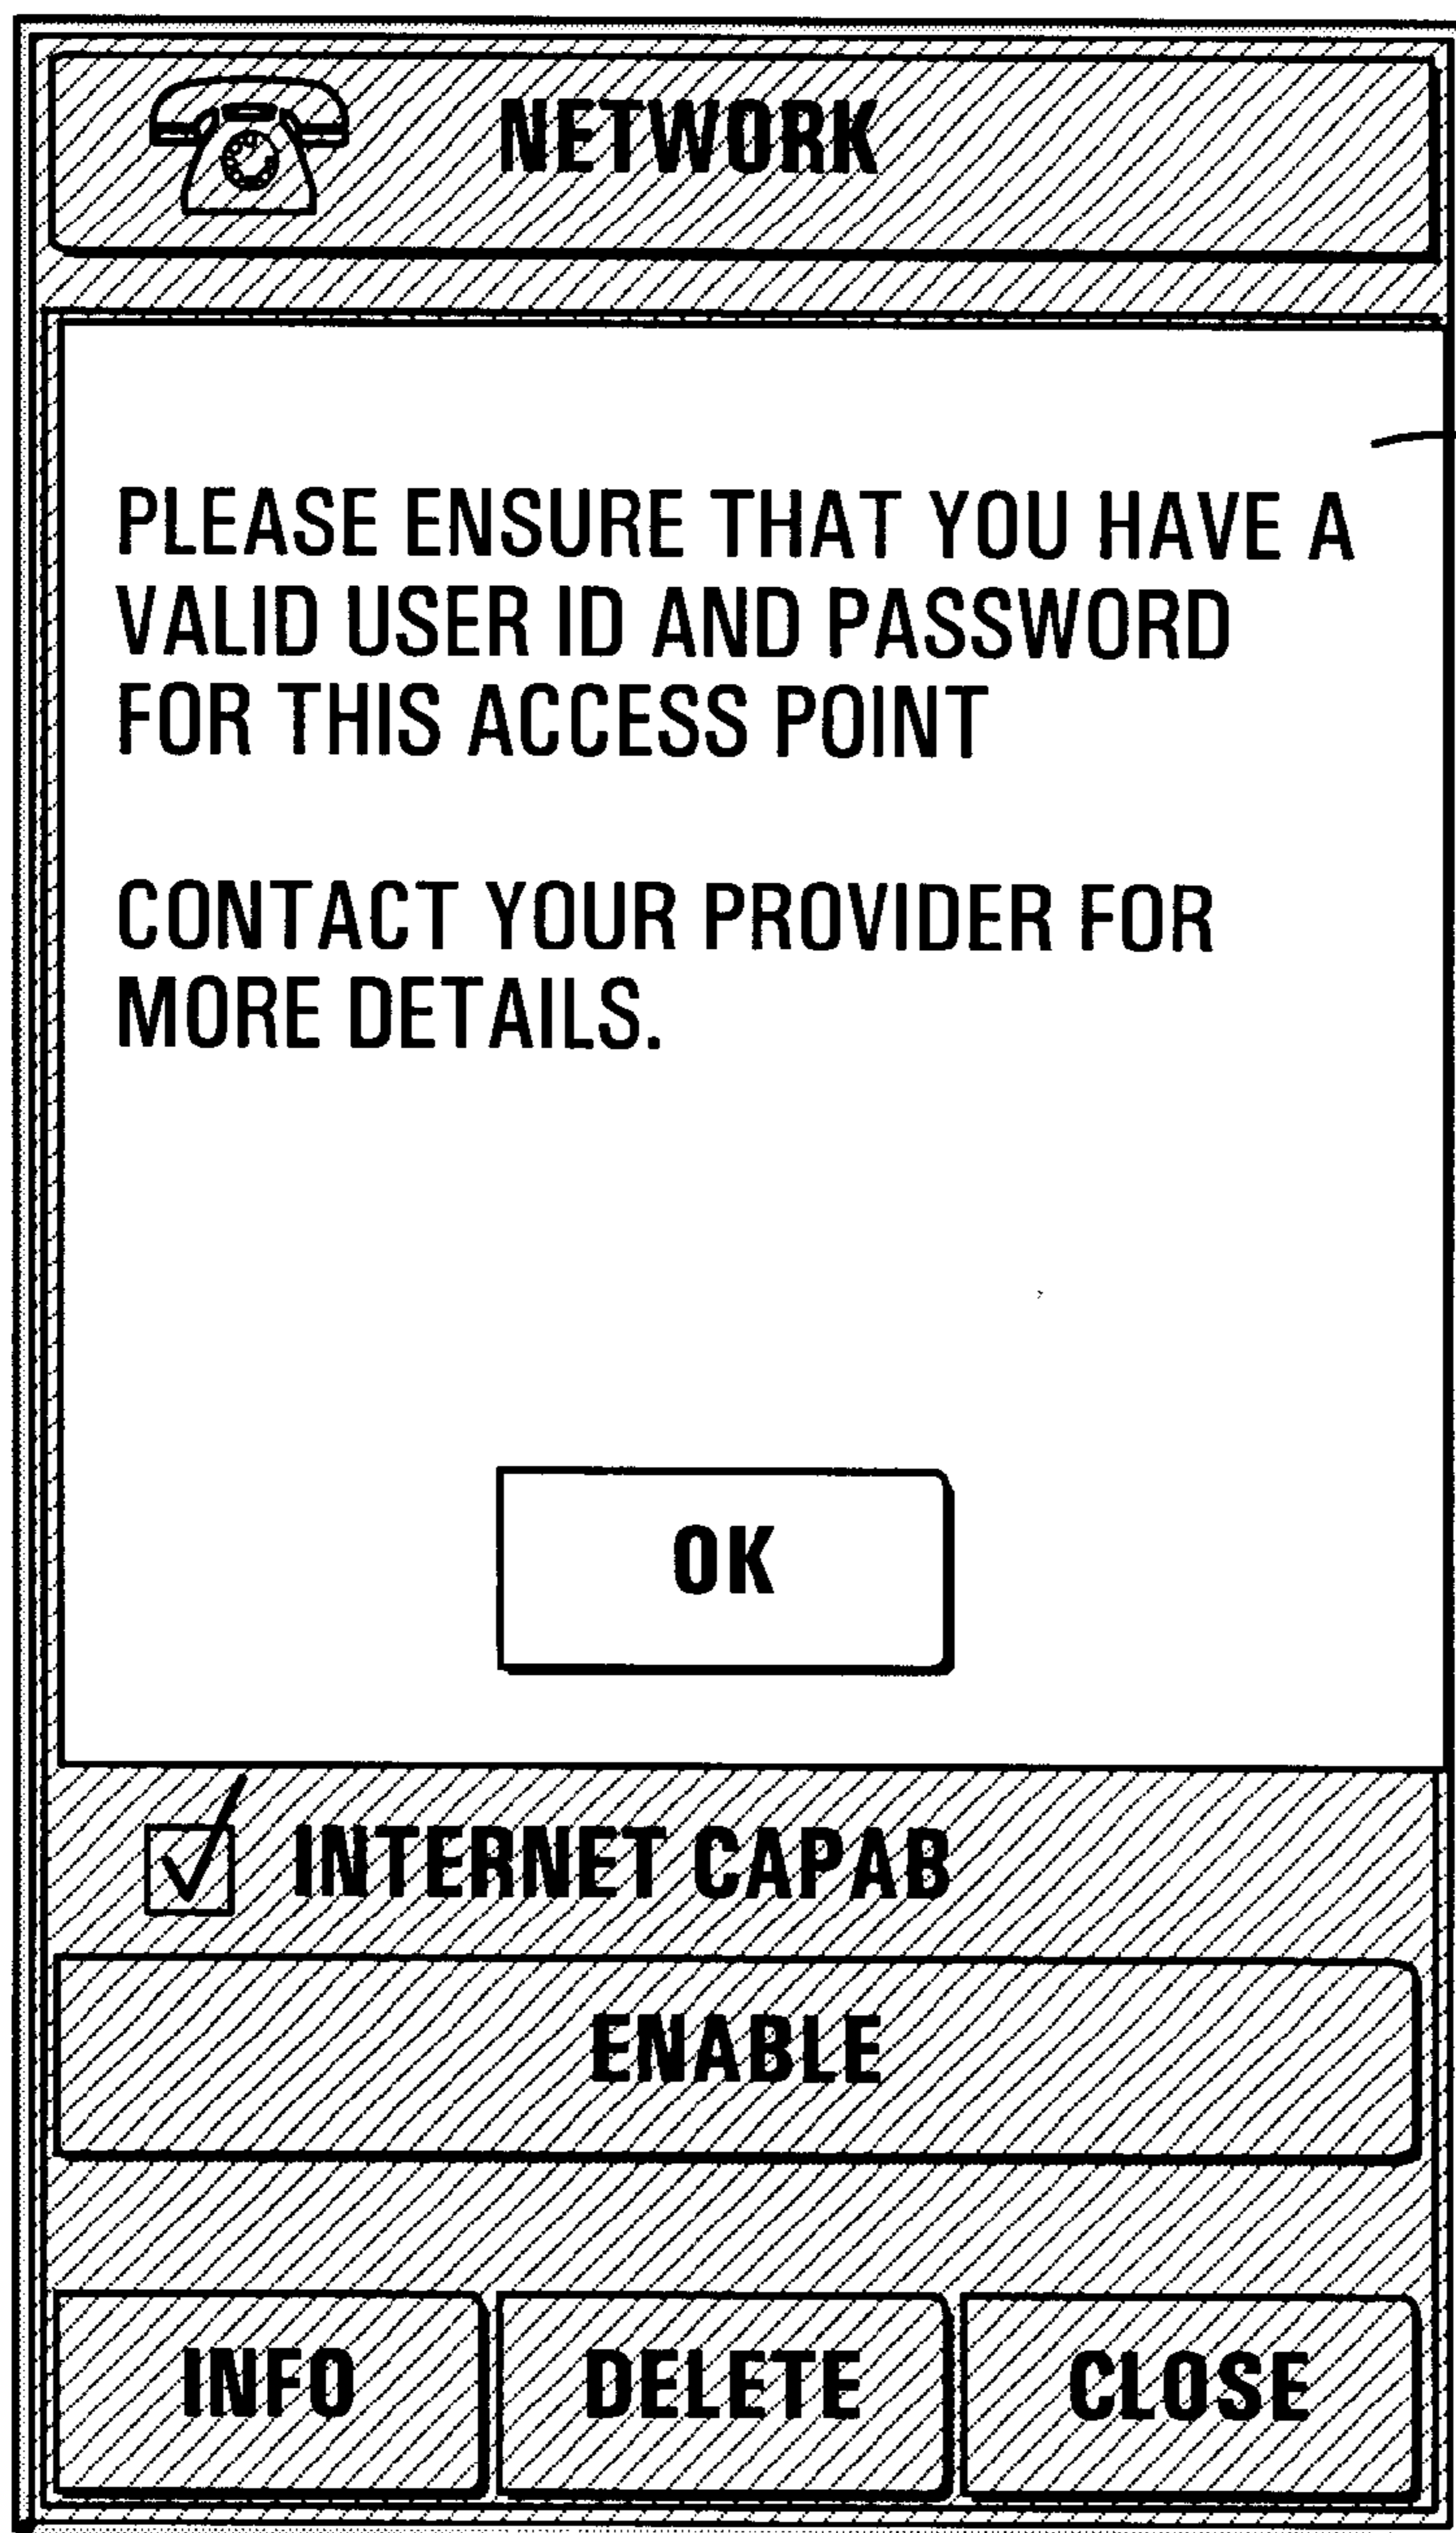 NETWORK
PLEASE ENSURE THAT YOU HAVE A
VALID USER ID AND PASSWORD
FOR THIS ACCESS POINT
CONTACT YOUR PROVIDER FOR
MORE DETAILS.
OK
INTERNET CAPAB
ENABLE
INFO DELETE CLOSE